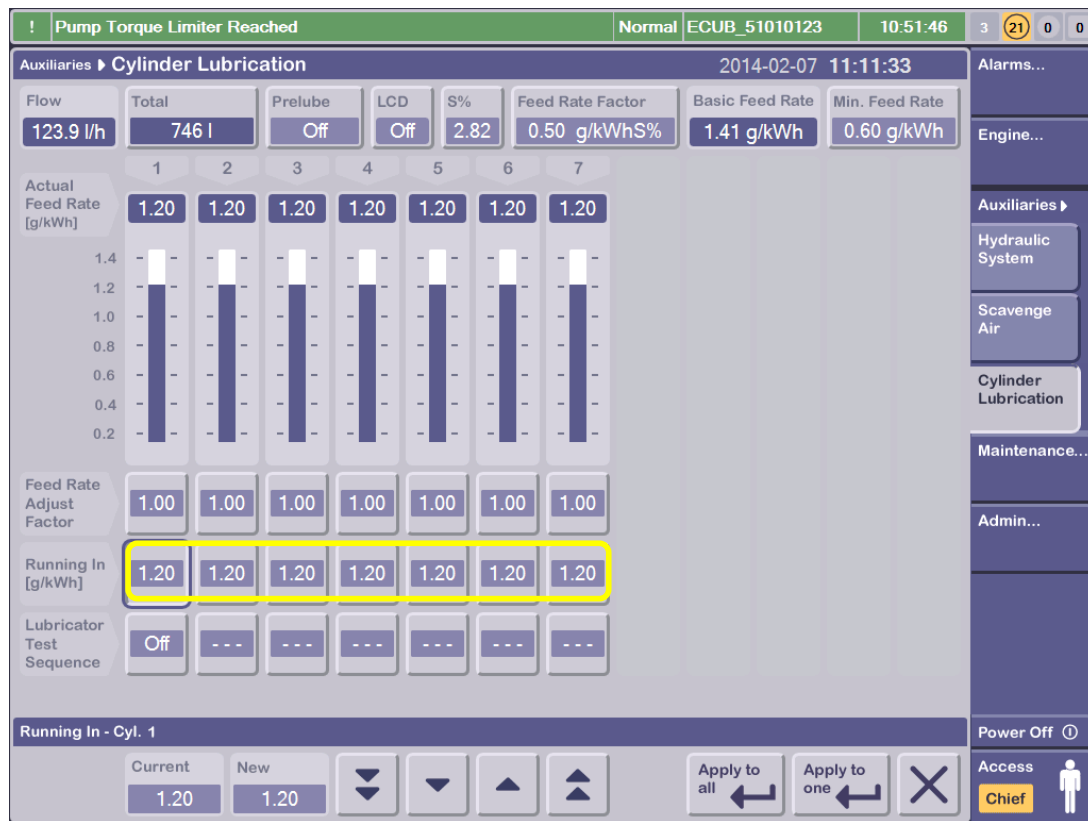 ! Pump Torque Limiter Reached Normal ECUB_51010123 10:51:46 3 21 0 0
Auxiliaries Cylinder Lubrication 2014-02-07 11:11:33
Flow Total Prelube LCD S% Feed Rate Factor Basic Feed Rate Min. Feed Rate
123.9 l/h 746 l Off Off 2.82 0.50 g/kWhS% 1.41 g/kWh 0.60 g/kWh
1 2 3 4 5 6 7
Actual
Feed Rate
[g/kWh]
1.20 1.20 1.20 1.20 1.20 1.20 1.20
1.4
1.2
1.0
0.8
0.6
0.4
0.2
Feed Rate
Adjust
Factor
1.00 1.00 1.00 1.00 1.00 1.00 1.00
Running In
[g/kWh]
1.20 1.20 1.20 1.20 1.20 1.20 1.20
Lubricator
Test
Sequence
Off --- --- --- --- --- ---
Running In - Cyl. 1
Current New
1.20 1.20
Apply to
all
Apply to
one
Alarms...
Engine...
Auxiliaries
Hydraulic
System
Scavenge
Air
Cylinder
Lubrication
Maintenance...
Admin...
Power Off
Access
Chief